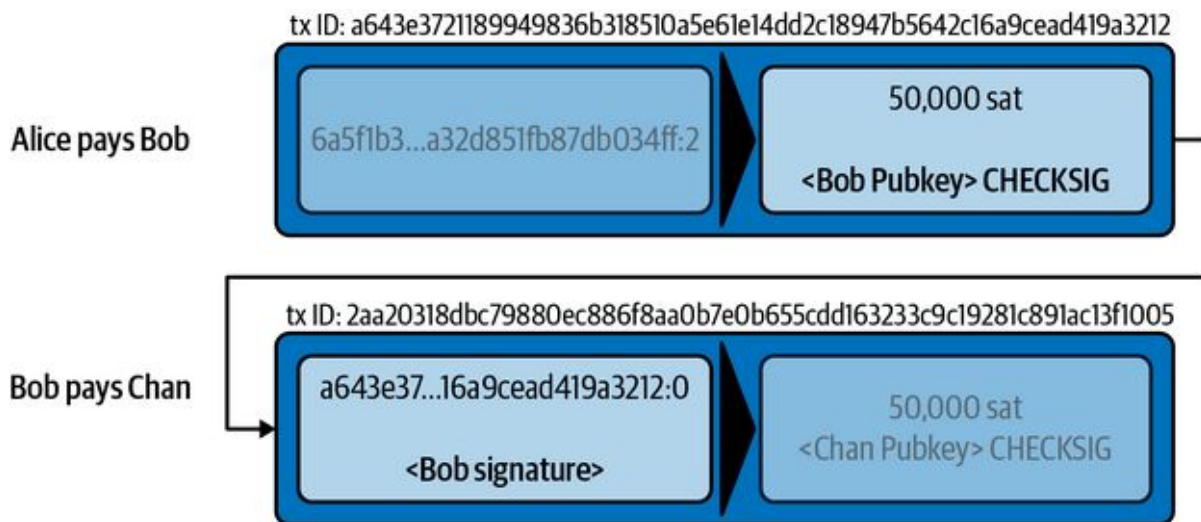 tx ID: a643e3721189949836b318510a5e61e14dd2c18947b5642c16a9cead419a3212
Alice pays Bob
6a5f1b3...a32d851fb87db034ff:2
50,000 sat
<Bob Pubkey> CHECKSIG
tx ID: 2aa20318dbc79880ec886f8aa0b7e0b655cdd163233c9c19281c891ac13f1005
Bob pays Chan
a643e37...16a9cead419a3212:0
<Bob signature>
50,000 sat
<Chan Pubkey> CHECKSIG